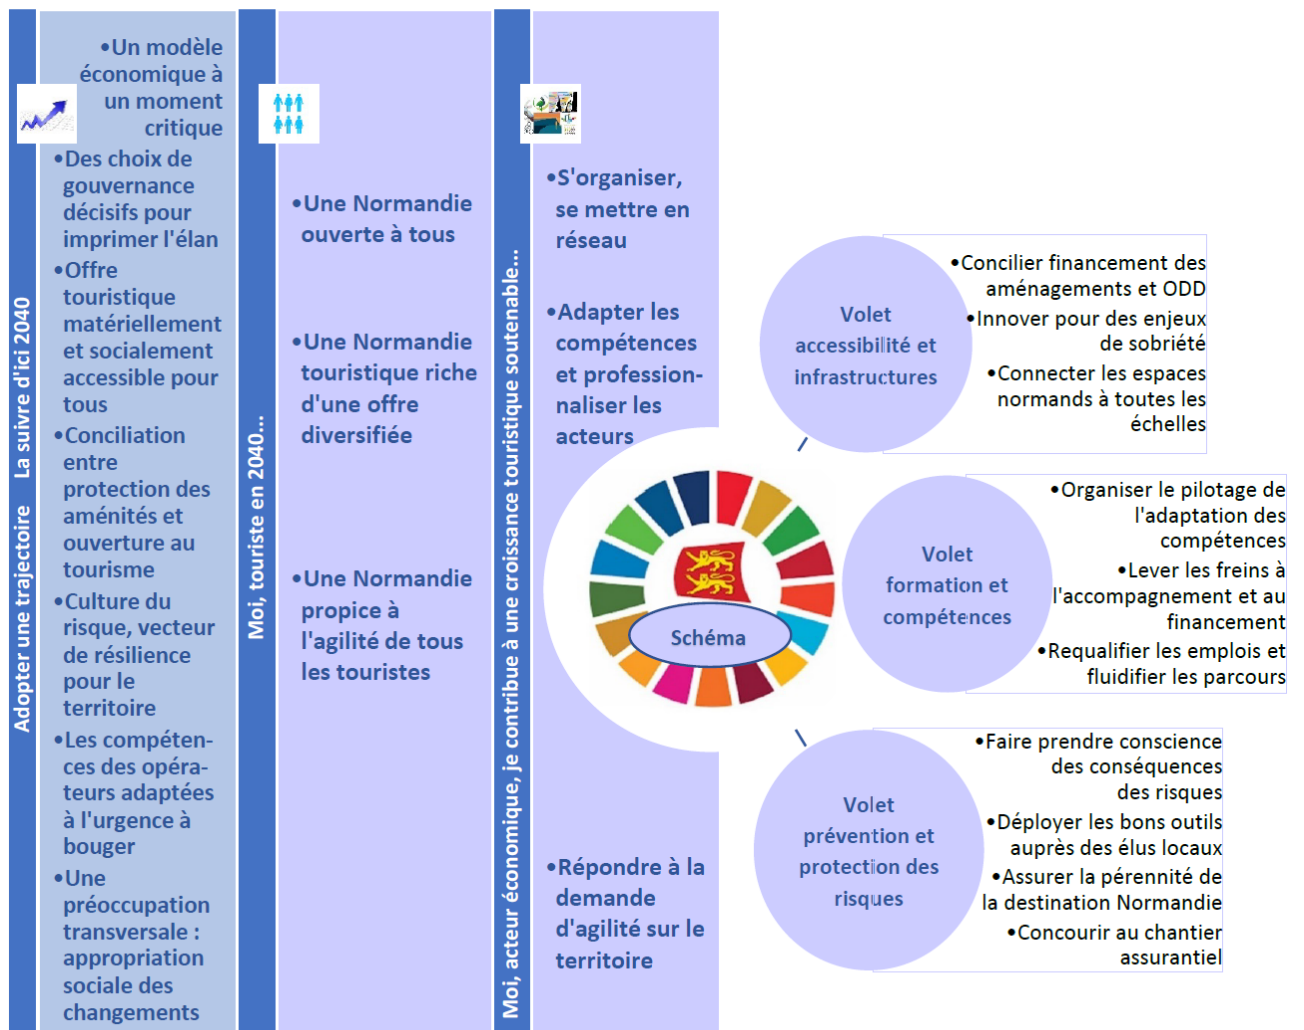 Adopter une trajectoire    La suivre d'ici 2040
•Un modèle
économique à
un moment
critique
•Des choix de
gouvernance
décisifs pour
imprimer l'élan
•Offre
touristique
matériellement
et socialement
accessible pour
tous
•Conciliation
entre
protection des
aménités et
ouverture au
tourisme
•Culture du
risque, vecteur
de résilience
pour le
territoire
•Les compéten-
ces des opéra-
teurs adaptées
à l'urgence à
bouger
•Une
préoccupation
transversale :
appropriation
sociale des
changements
Moi, touriste en 2040...
•Une Normandie
ouverte à tous
•Une Normandie
touristique riche
d'une offre
diversifiée
•Une Normandie
propice à
l'agilité de tous
les touristes
Moi, acteur économique, je contribue à une croissance touristique soutenable...
•S'organiser,
se mettre en
réseau
•Adapter les
compétences
et profession-
naliser les
acteurs
•Répondre à la
demande
d'agilité sur le
territoire
Schéma
Volet
accessibilité et
infrastructures
•Concilier financement des
aménagements et ODD
•Innover pour des enjeux
de sobriété
•Connecter les espaces
normands à toutes les
échelles
Volet
formation et
compétences
•Organiser le pilotage de
l'adaptation des
compétences
•Lever les freins à
l'accompagnement et au
financement
•Requalifier les emplois et
fluidifier les parcours
Volet
prévention et
protection des
risques
•Faire prendre conscience
des conséquences
des risques
•Déployer les bons outils
auprès des élus locaux
•Assurer la pérennité de
la destination Normandie
•Concourir au chantier
assurantiel